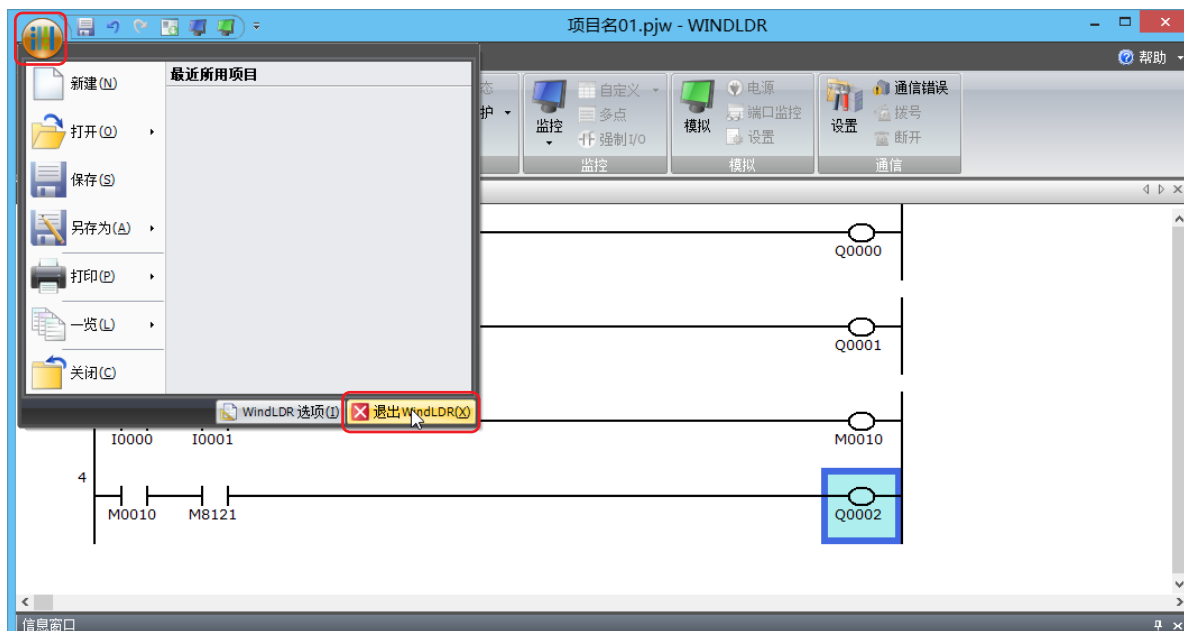 项目名01.pjw - WINDLDR
帮助
新建(N)
打开(O)
保存(S)
另存为(A)
打印(P)
一览(L)
关闭(C)
最近所用项目
WindLDR 选项(I)
退出WindLDR(X)
态
护
监控
自定义
多点
强制I/O
监控
模拟
电源
端口监控
设置
模拟
设置
通信错误
拨号
断开
通信
Q0000
Q0001
I0000 I0001 M0010
4
M0010 M8121 Q0002
信息窗口